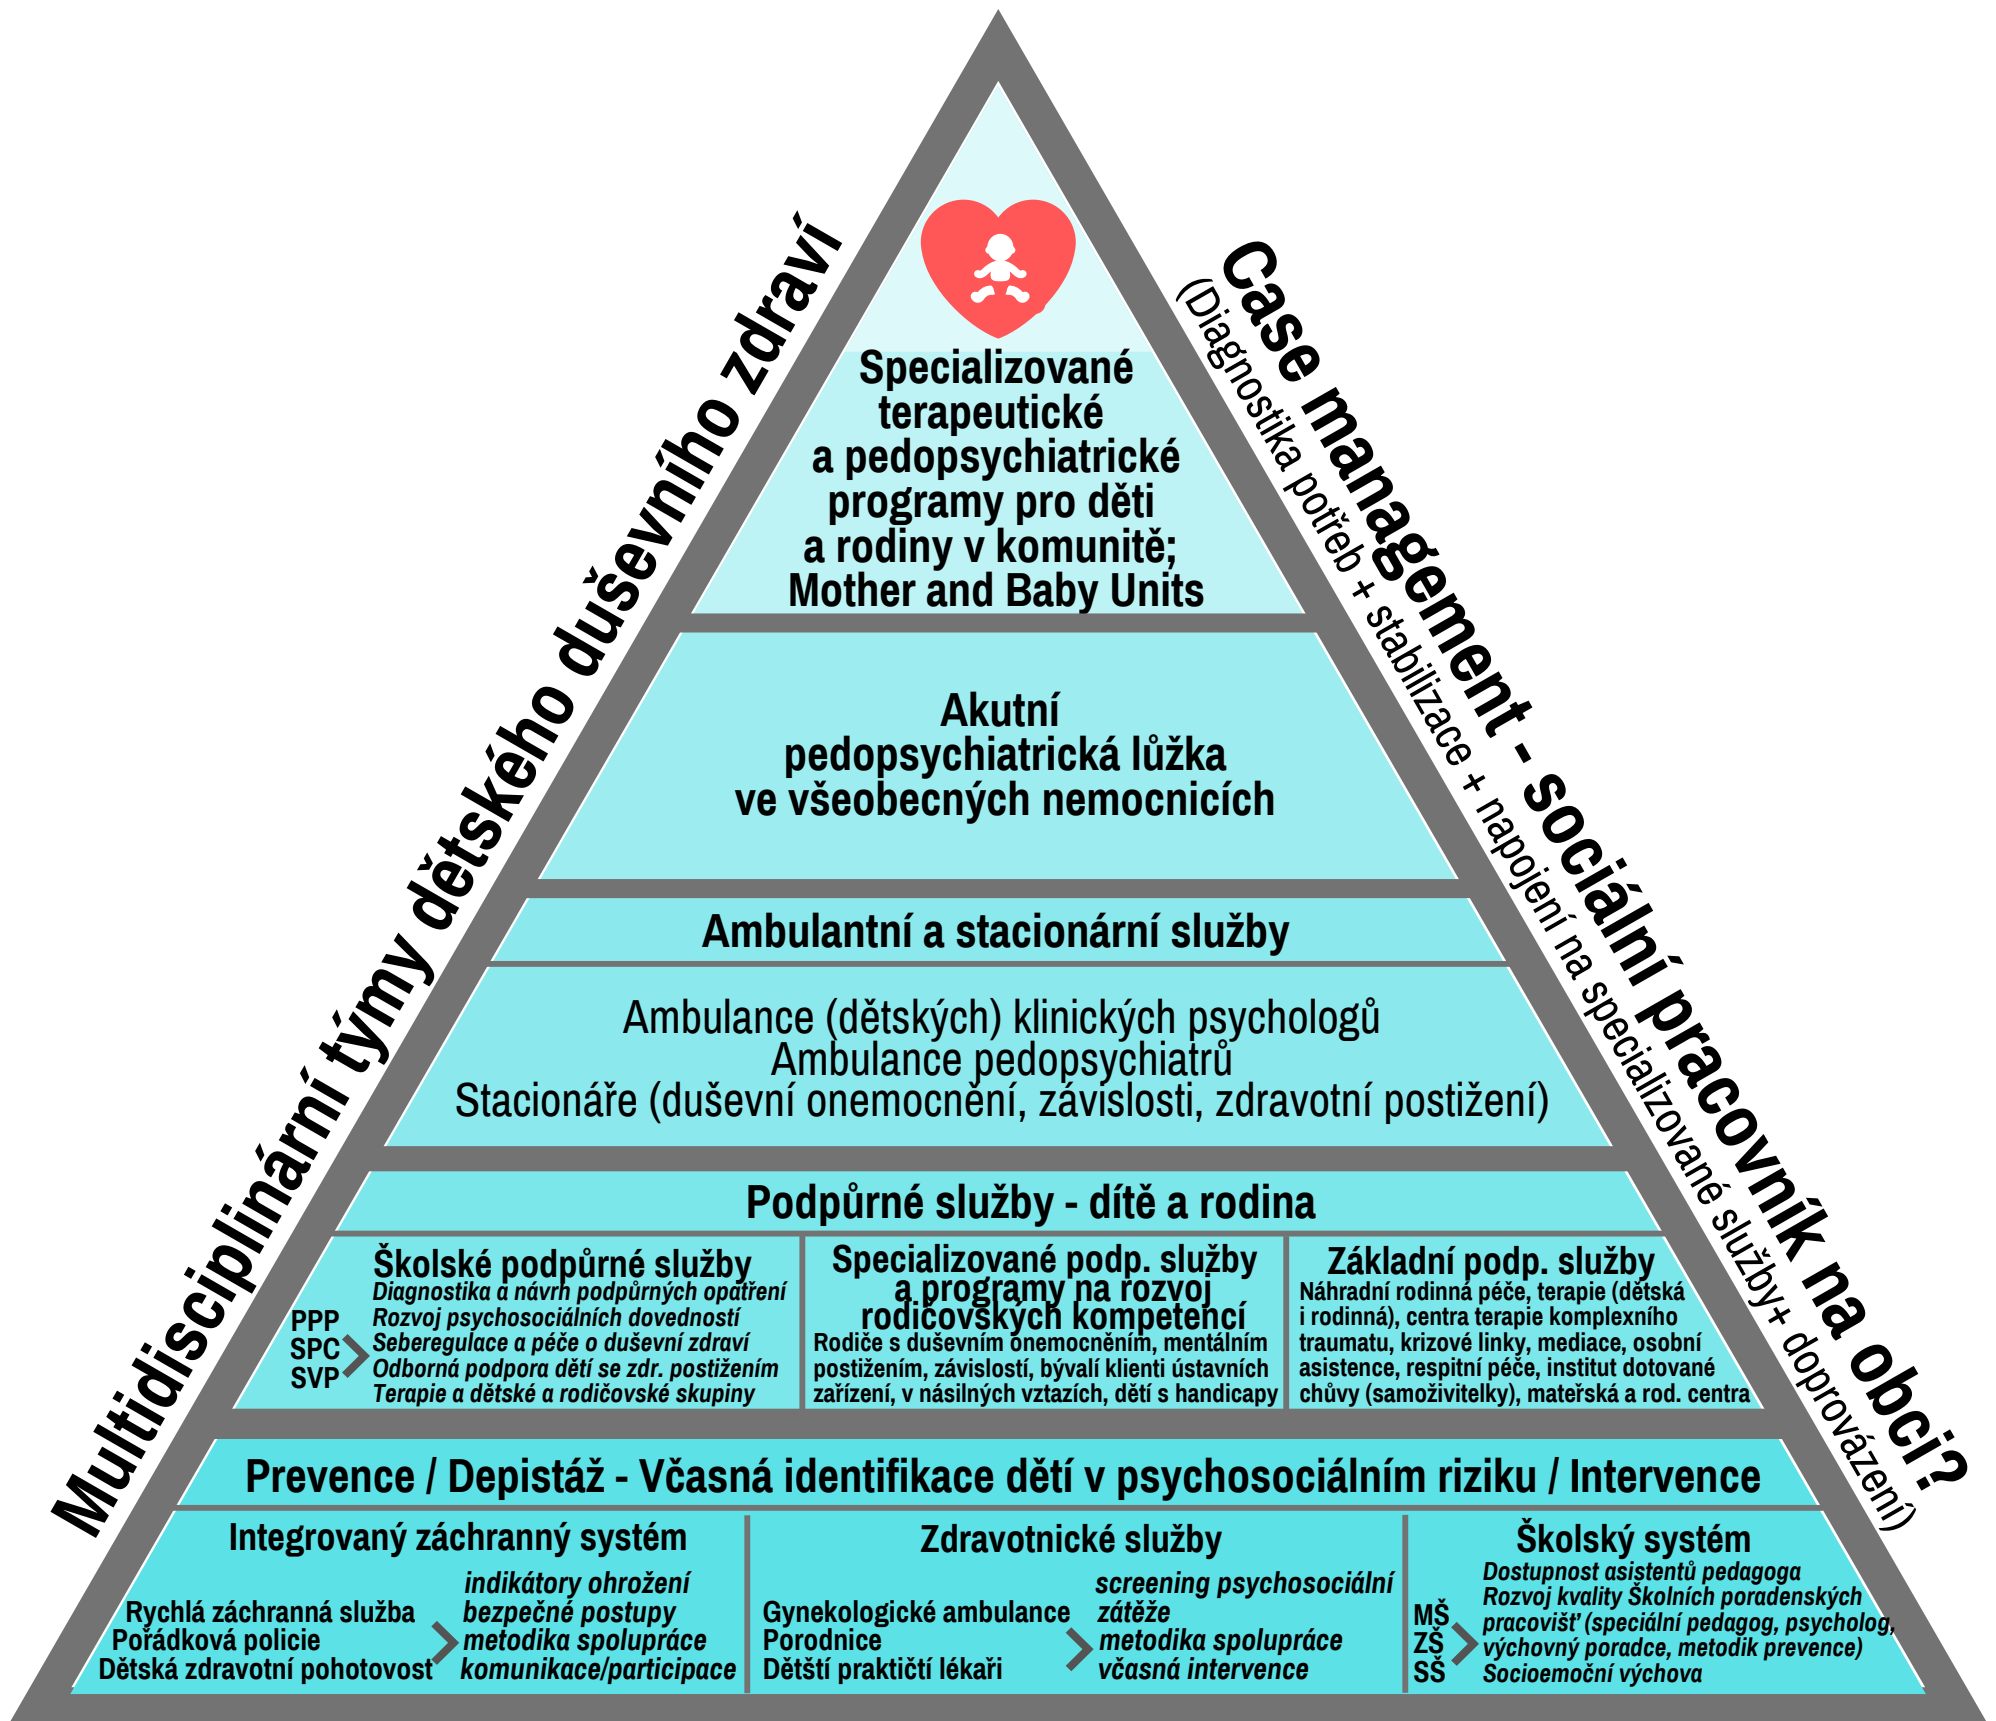 Multidisciplinární týmy dětského duševního zdraví
Case management - sociální pracovník na obci?
(Diagnostika potřeb + stabilizace + napojení na specializované služby+ doprovázení)
Specializované
terapeutické
a pedopsychiatrické
programy pro děti
a rodiny v komunitě;
Mother and Baby Units
Akutní
pedopsychiatrická lůžka
ve všeobecných nemocnicích
Ambulantní a stacionární služby
Ambulance (dětských) klinických psychologů
Ambulance pedopsychiatrů
Stacionáře (duševní onemocnění, závislosti, zdravotní postižení)
Podpůrné služby - dítě a rodina
Školské podpůrné služby
PPP
SPC
SVP
Diagnostika a návrh podpůrných opatření
Rozvoj psychosociálních dovedností
Seberegulace a péče o duševní zdraví
Odborná podpora dětí se zdr. postižením
Terapie a dětské a rodičovské skupiny
Specializované podp. služby
a programy na rozvoj
rodičovských kompetencí
Rodiče s duševním onemocněním, mentálním
postižením, závislostí, bývalí klienti ústavních
zařízení, v násilných vztazích, dětí s handicapy
Základní podp. služby
Náhradní rodinná péče, terapie (dětská
i rodinná), centra terapie komplexního
traumatu, krizové linky, mediace, osobní
asistence, respitní péče, institut dotované
chůvy (samoživitelky), mateřská a rod. centra
Prevence / Depistáž - Včasná identifikace dětí v psychosociálním riziku / Intervence
Integrovaný záchranný systém
Rychlá záchranná služba
Pořádková policie
Dětská zdravotní pohotovost
indikátory ohrožení
bezpečné postupy
metodika spolupráce
komunikace/participace
Zdravotnické služby
Gynekologické ambulance
Porodnice
Dětští praktičtí lékaři
screening psychosociální
zátěže
metodika spolupráce
včasná intervence
Školský systém
MŠ
ZŠ
SŠ
Dostupnost asistentů pedagoga
Rozvoj kvality Školních poradenských
pracovišť (speciální pedagog, psycholog,
výchovný poradce, metodik prevence)
Socioemoční výchova